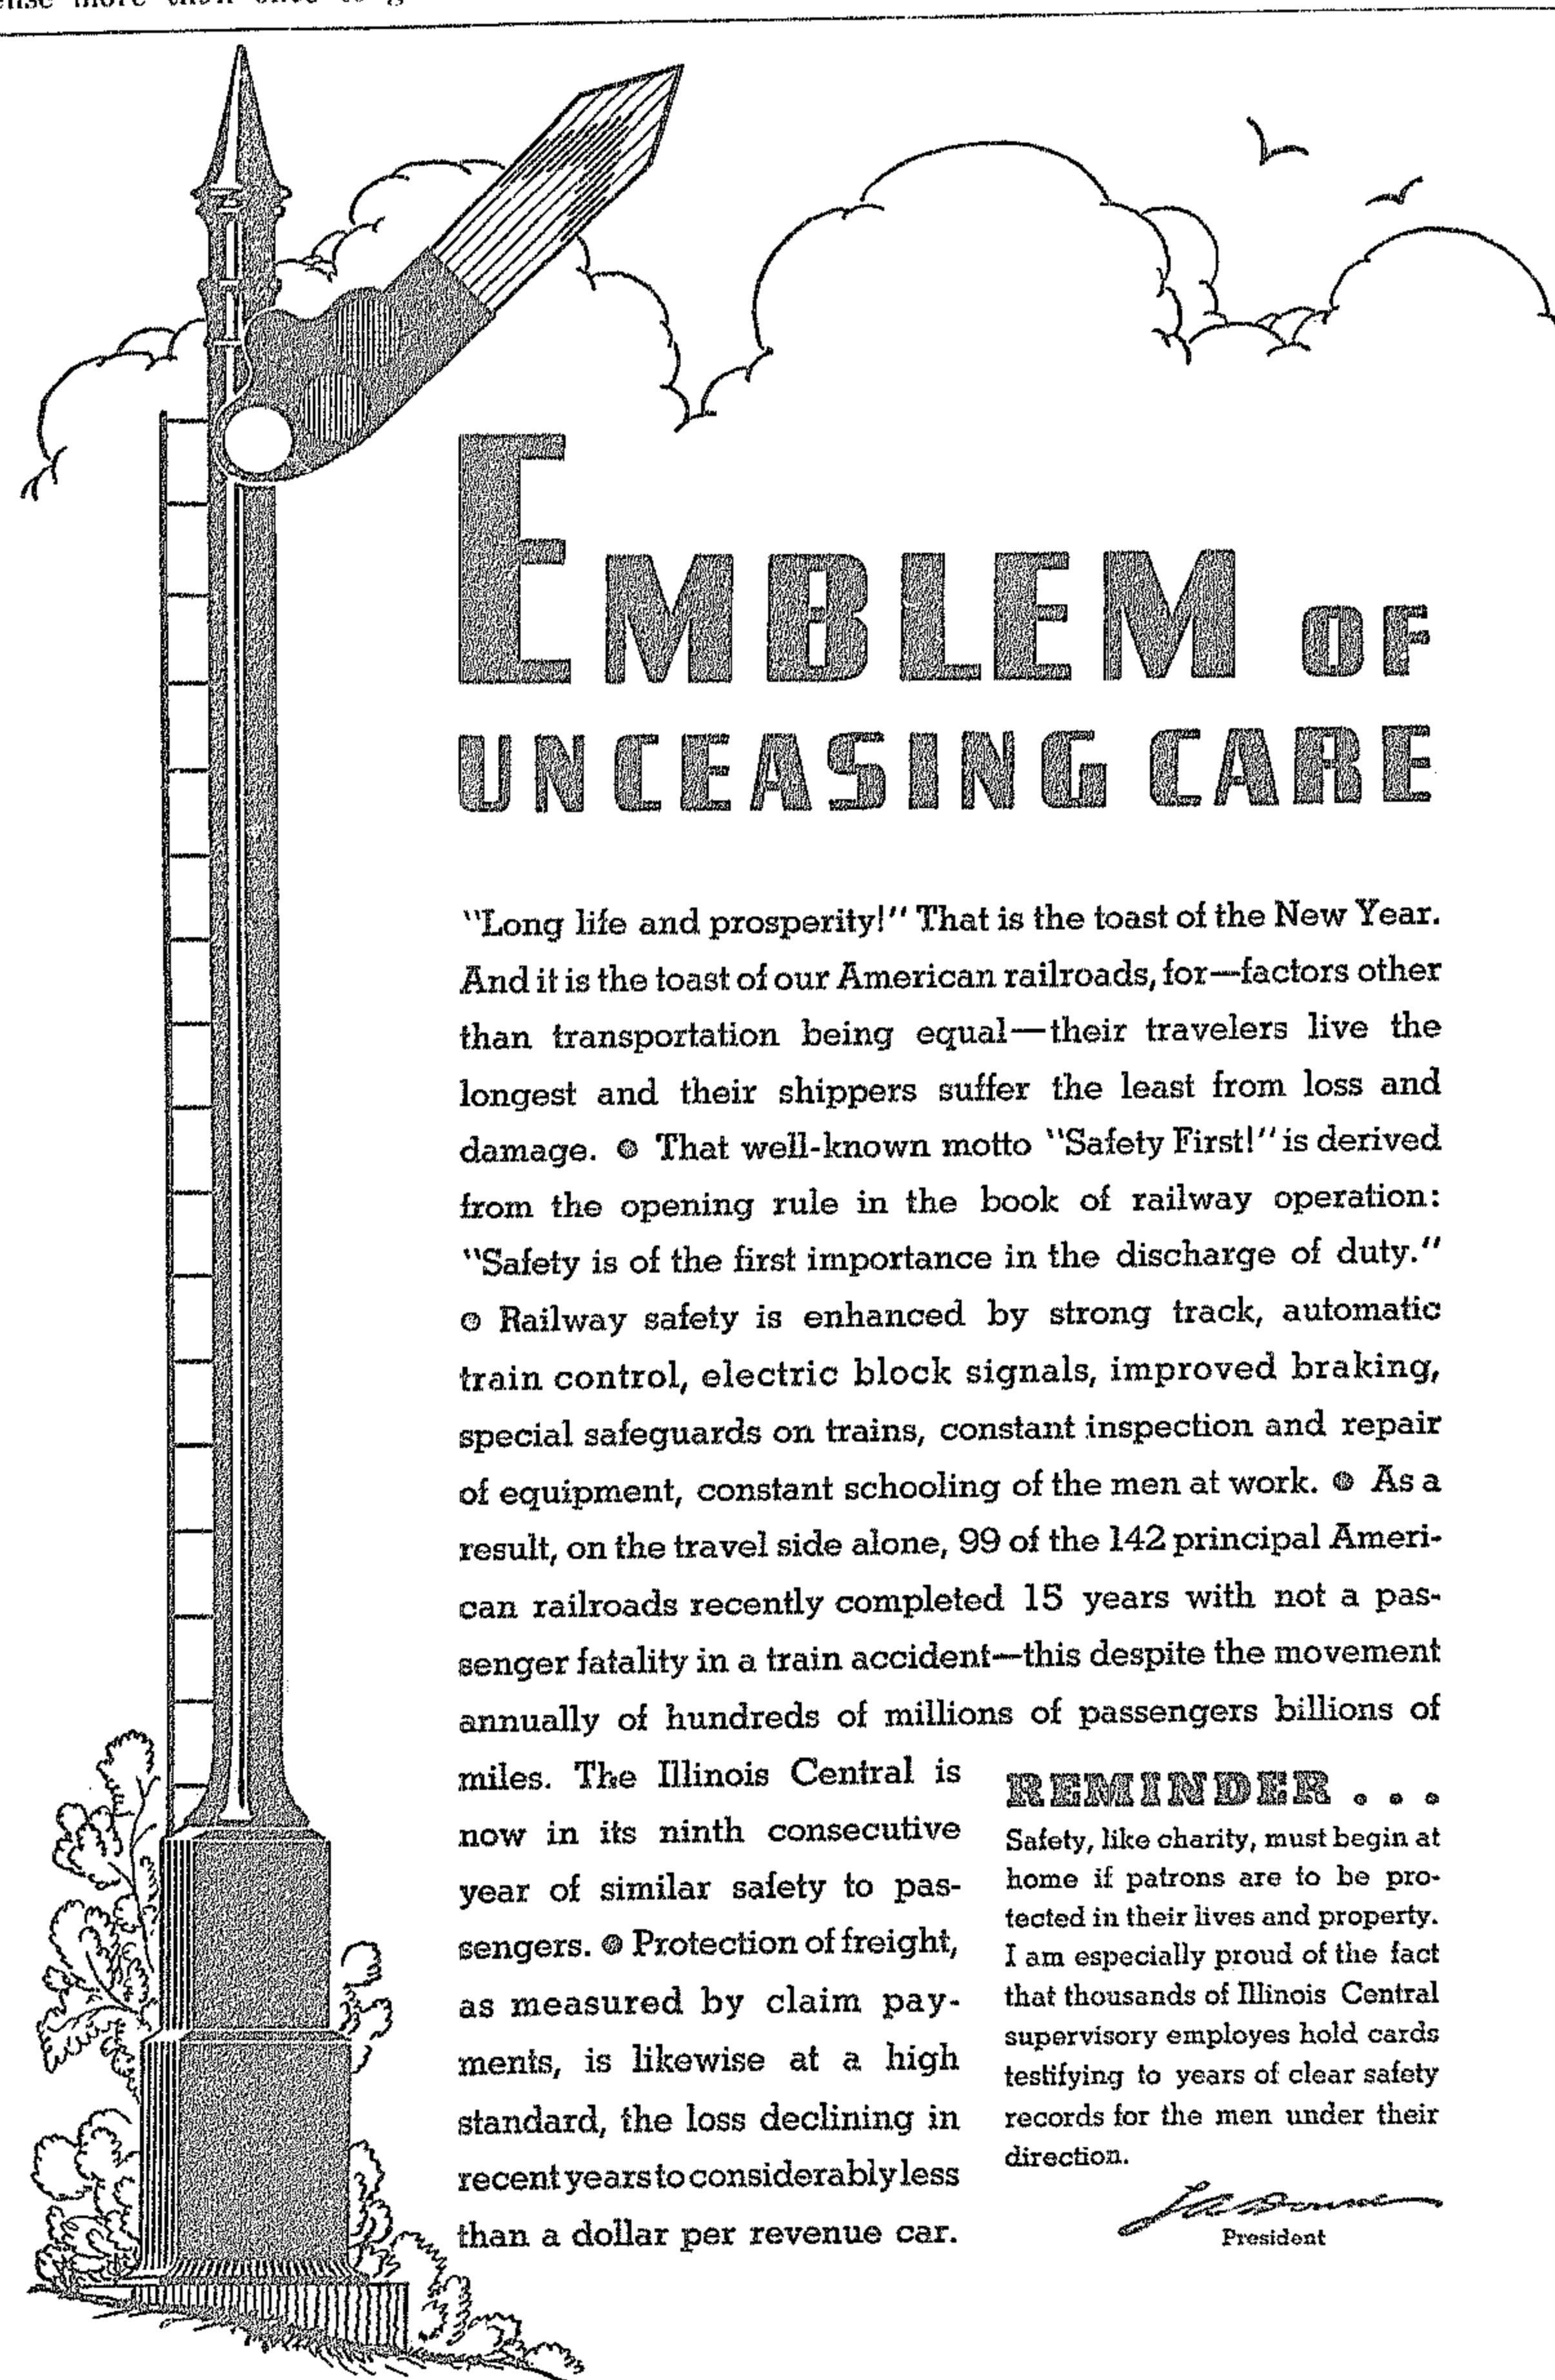 more than once to
EMBLEM OF
UNCEASING CARE
"Long life and prosperity!" That is the toast of the New Year.
And it is the toast of our American railroads, for—factors other
than transportation being equal—their travelers live the
longest and their shippers suffer the least from loss and
damage. ● That well-known motto "Safety First!" is derived
from the opening rule in the book of railway operation:
"Safety is of the first importance in the discharge of duty."
● Railway safety is enhanced by strong track, automatic
train control, electric block signals, improved braking,
special safeguards on trains, constant inspection and repair
of equipment, constant schooling of the men at work. ● As a
result, on the travel side alone, 99 of the 142 principal Ameri-
can railroads recently completed 15 years with not a pas-
senger fatality in a train accident—this despite the movement
annually of hundreds of millions of passengers billions of
miles. The Illinois Central is
now in its ninth consecutive
year of similar safety to pas-
sengers. ● Protection of freight,
as measured by claim pay-
ments, is likewise at a high
standard, the loss declining in
recent years to considerably less
than a dollar per revenue car.
REMINDER . . .
Safety, like charity, must begin at
home if patrons are to be pro-
tected in their lives and property.
I am especially proud of the fact
that thousands of Illinois Central
supervisory employes hold cards
testifying to years of clear safety
records for the men under their
direction.
President